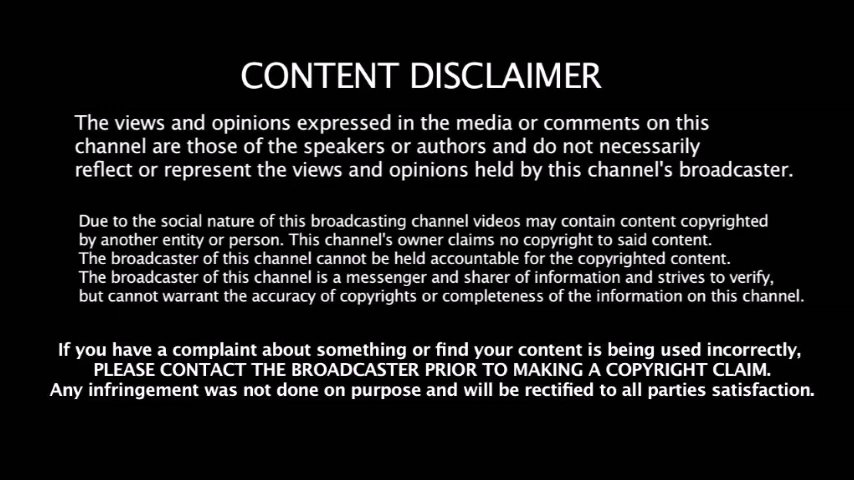 CONTENT DISCLAIMER
The views and opinions expressed in the media or comments on this
channel are those of the speakers or authors and do not necessarily
reflect or represent the views and opinions held by this channel's broadcaster.
Due to the social nature of this broadcasting channel videos may contain content copyrighted
by another entity or person. This channel's owner claims no copyright to said content.
The broadcaster of this channel cannot be held accountable for the copyrighted content.
The broadcaster of this channel is a messenger and sharer of information and strives to verify,
but cannot warrant the accuracy of copyrights or completeness of the information on this channel.
If you have a complaint about something or find your content is being used incorrectly,
PLEASE CONTACT THE BROADCASTER PRIOR TO MAKING A COPYRIGHT CLAIM.
Any infringement was not done on purpose and will be rectified to all parties satisfaction.